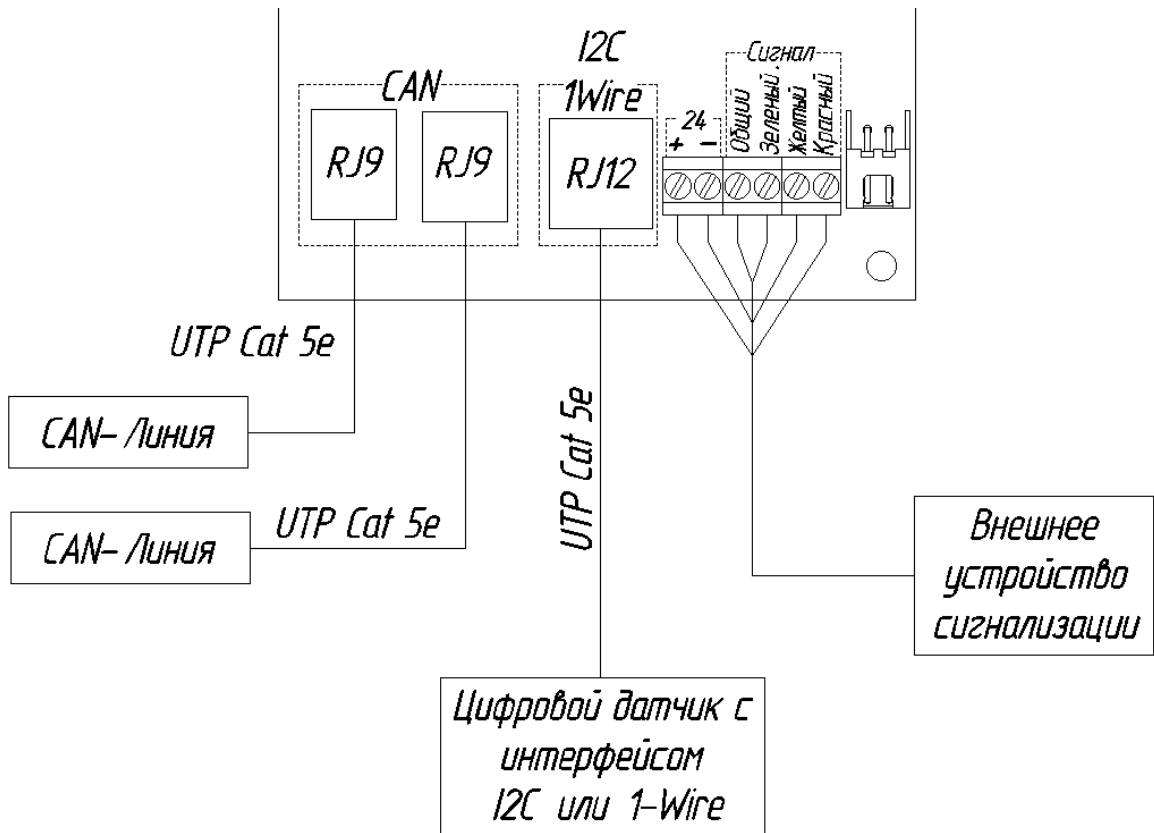 I2C
1Wire
CAN
Сигнал
24
+ −
Общий
Зеленый
Желтый
Красный
RJ9
RJ9
RJ12
UTP Cat 5e
CAN- Линия
UTP Cat 5e
CAN- Линия
UTP Cat 5e
Внешнее
устройство
сигнализации
Цифровой датчик с
интерфейсом
I2C или 1-Wire